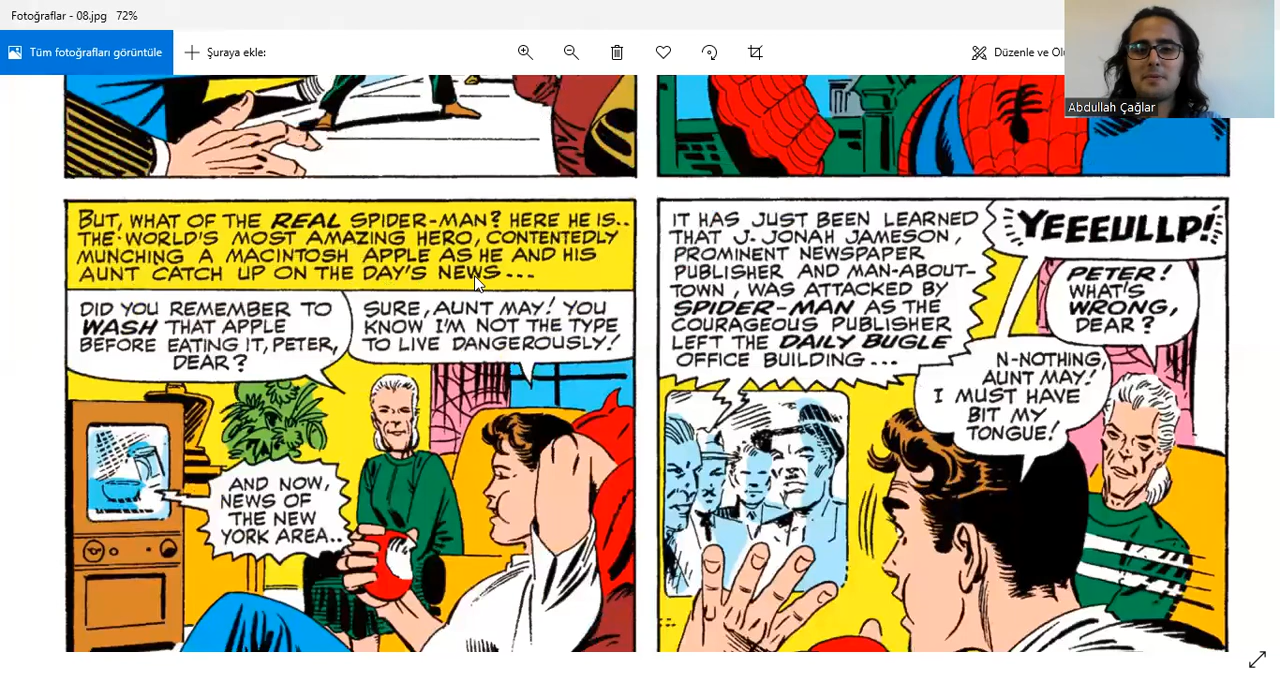 Fotoğraflar - 08.jpg 72%
Tüm fotoğrafları görüntüle
Şuraya ekle:
Düzenle ve Olu
Abdullah Çağlar
BUT, WHAT OF THE REAL SPIDER-MAN? HERE HE IS..
THE WORLD'S MOST AMAZING HERO, CONTENTEDLY
MUNCHING A MACINTOSH APPLE AS HE AND HIS
AUNT CATCH UP ON THE DAY'S NEWS...
DID YOU REMEMBER TO
WASH THAT APPLE
BEFORE EATING IT, PETER,
DEAR?
SURE, AUNT MAY! YOU
KNOW I'M NOT THE TYPE
TO LIVE DANGEROUSLY!
AND NOW,
NEWS OF
THE NEW
YORK AREA..
IT HAS JUST BEEN LEARNED
THAT J. JONAH JAMESON,
PROMINENT NEWSPAPER
PUBLISHER AND MAN-ABOUT-
TOWN, WAS ATTACKED BY
SPIDER-MAN AS THE
COURAGEOUS PUBLISHER
LEFT THE DAILY BUGLE
OFFICE BUILDING...
YEEEULLP!
PETER!
WHAT'S
WRONG,
DEAR?
N-NOTHING,
AUNT MAY!
I MUST HAVE
BIT MY
TONGUE!